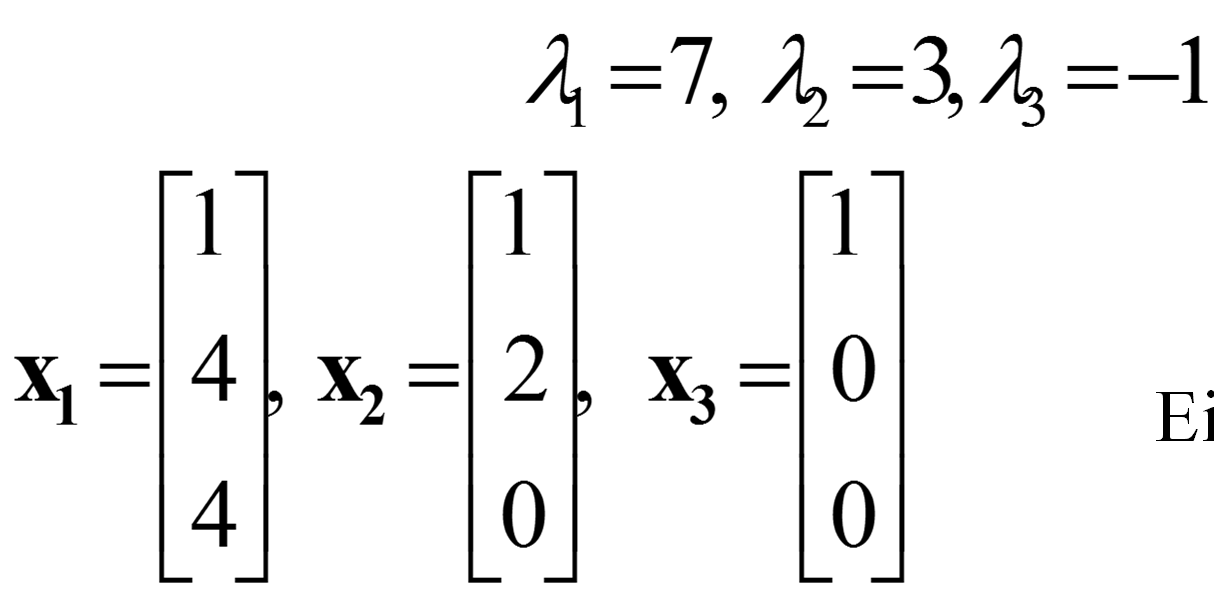 λ₁ = 7, λ₂ = 3, λ₃ = −1
x₁ = [1 4 4], x₂ = [1 2 0], x₃ = [1 0 0]
Ei